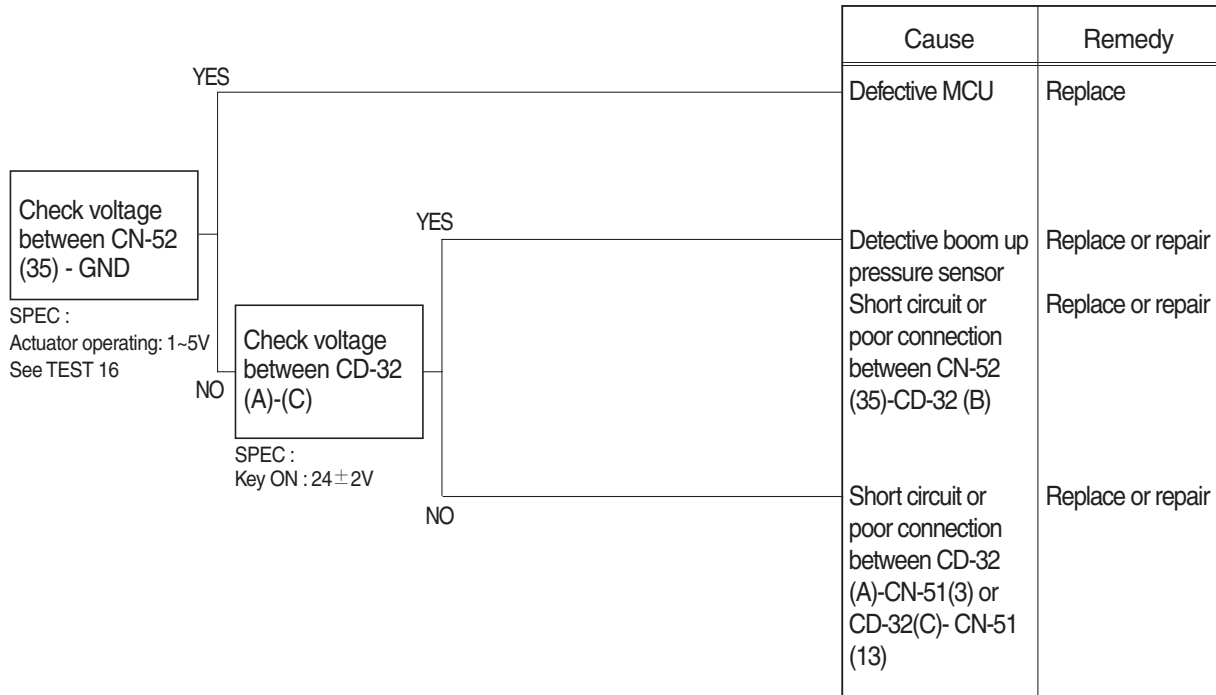 Cause
Remedy
YES
Defective MCU
Replace
Check voltage
between CN-52
(35) - GND
SPEC :
Actuator operating: 1~5V
See TEST 16
NO
YES
Detective boom up
pressure sensor
Replace or repair
Short circuit or
poor connection
between CN-52
(35)-CD-32 (B)
Replace or repair
Check voltage
between CD-32
(A)-(C)
SPEC :
Key ON : 24±2V
NO
Short circuit or
poor connection
between CD-32
(A)-CN-51(3) or
CD-32(C)- CN-51
(13)
Replace or repair